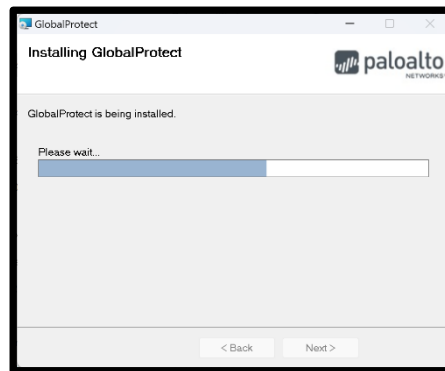 GlobalProtect
Installing GlobalProtect
paloalto
NETWORKS
GlobalProtect is being installed.
Please wait...
< Back
Next >